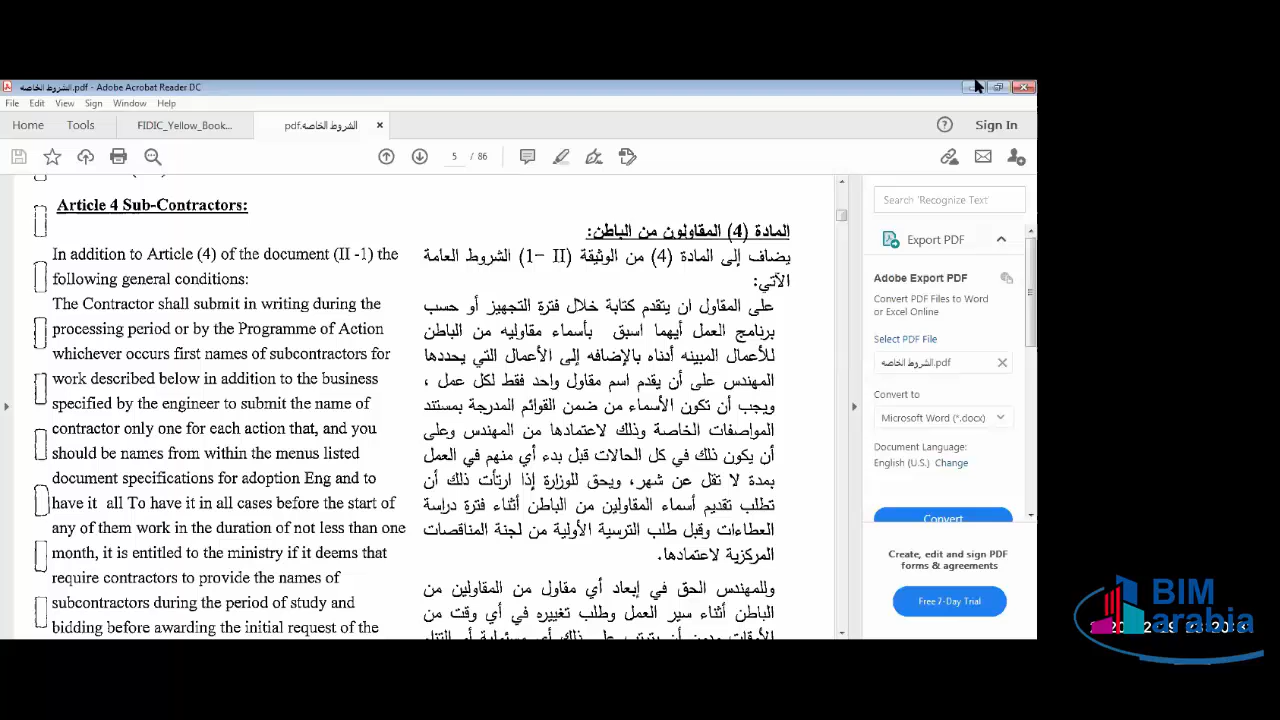 الشروط الخاصه.pdf - Adobe Acrobat Reader DC
File Edit View Sign Window Help
Home Tools FIDIC_Yellow_Book... الشروط الخاصه.pdf × Sign In
5 / 86
Article 4 Sub-Contractors:
In addition to Article (4) of the document (II -1) the
following general conditions:
The Contractor shall submit in writing during the
processing period or by the Programme of Action
whichever occurs first names of subcontractors for
work described below in addition to the business
specified by the engineer to submit the name of
contractor only one for each action that, and you
should be names from within the menus listed
document specifications for adoption Eng and to
have it all To have it in all cases before the start of
any of them work in the duration of not less than one
month, it is entitled to the ministry if it deems that
require contractors to provide the names of
subcontractors during the period of study and
bidding before awarding the initial request of the
المادة (4) المقاولون من الباطن:
يضاف إلى المادة (4) من الوثيقة (II –1) الشروط العامة
الآتي:
على المقاول ان يتقدم كتابة خلال فترة التجهيز أو حسب
برنامج العمل أيهما اسبق بأسماء مقاوليه من الباطن
للأعمال المبينه أدناه بالإضافه إلى الأعمال التي يحددها
المهندس على أن يقدم اسم مقاول واحد فقط لكل عمل ،
ويجب أن تكون الأسماء من ضمن القوائم المدرجة بمستند
المواصفات الخاصة وذلك لاعتمادها من المهندس وعلى
أن يكون ذلك في كل الحالات قبل بدء أي منهم في العمل
بمدة لا تقل عن شهر، ويحق للوزارة إذا ارتأت ذلك أن
تطلب تقديم أسماء المقاولين من الباطن أثناء فترة دراسة
العطاءات وقبل طلب الترسية الأولية من لجنة المناقصات
المركزية لاعتمادها.
وللمهندس الحق في إبعاد أي مقاول من المقاولين من
الباطن أثناء سير العمل وطلب تغييره في أي وقت من
Search 'Recognize Text'
Export PDF
Adobe Export PDF
Convert PDF Files to Word
or Excel Online
Select PDF File
الشروط الخاصه.pdf ×
Convert to
Microsoft Word (*.docx)
Document Language:
English (U.S.) Change
Convert
Create, edit and sign PDF
forms & agreements
Free 7-Day Trial
BIM
arabia